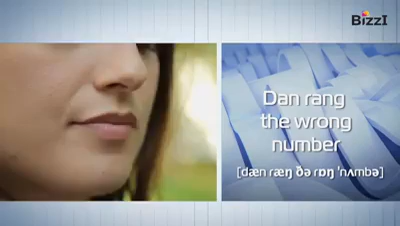 BizzI
Dan rang
the wrong
number
[dæn ræŋ ðə rɒŋ ˈnʌmbə]